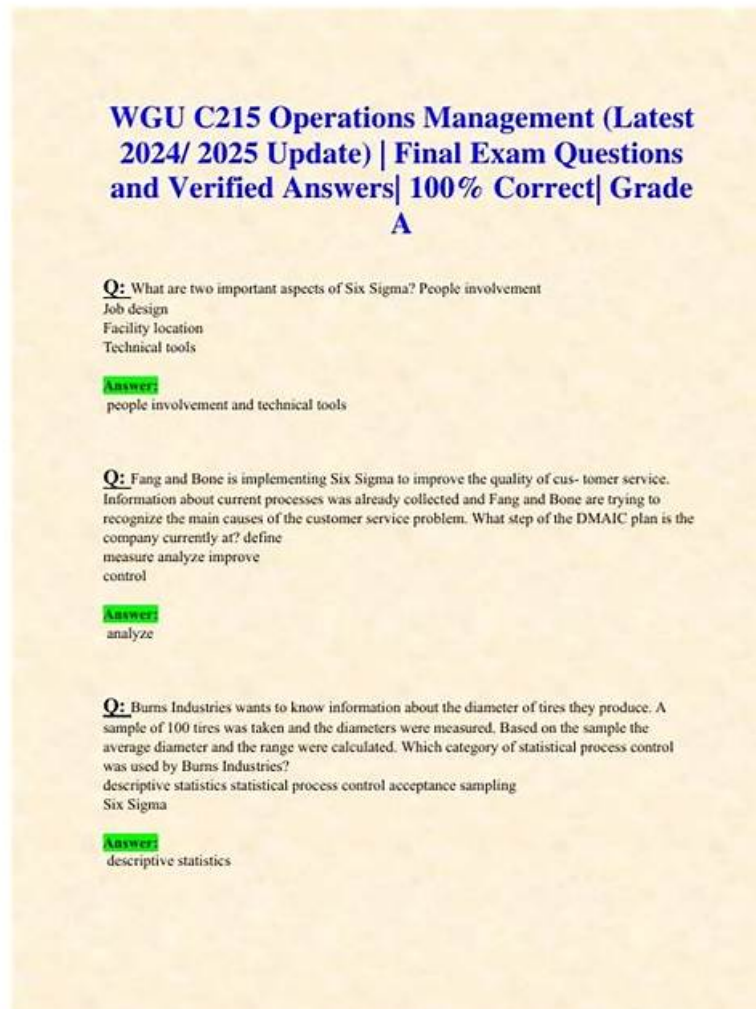 WGU C215 Operations Management (Latest
2024/ 2025 Update) | Final Exam Questions
and Verified Answers| 100% Correct| Grade
A
Q: What are two important aspects of Six Sigma? People involvement
Job design
Facility location
Technical tools
Answer:
people involvement and technical tools
Q: Fang and Bone is implementing Six Sigma to improve the quality of cus- tomer service.
Information about current processes was already collected and Fang and Bone are trying to
recognize the main causes of the customer service problem. What step of the DMAIC plan is the
company currently at? define
measure analyze improve
control
Answer:
analyze
Q: Burns Industries wants to know information about the diameter of tires they produce. A
sample of 100 tires was taken and the diameters were measured. Based on the sample the
average diameter and the range were calculated. Which category of statistical process control
was used by Burns Industries?
descriptive statistics statistical process control acceptance sampling
Six Sigma
Answer:
descriptive statistics